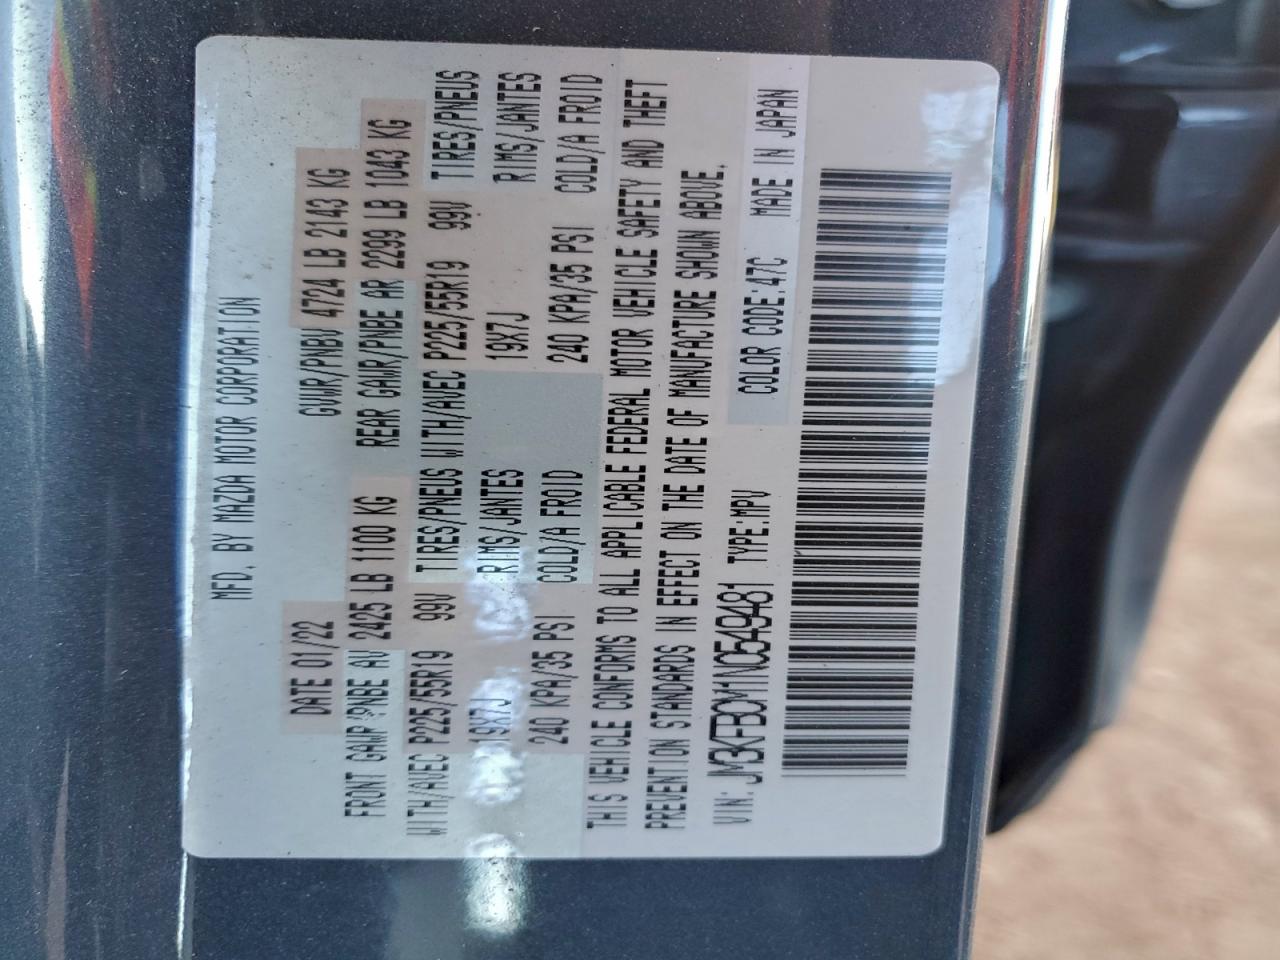 MFD. BY MAZDA MOTOR CORPORATION
DATE 01/22 GVWR/PNBV 4724 LB 2143 KG
FRONT GAWR/PNBE AV 2425 LB 1100 KG REAR GAWR/PNBE AR 2299 LB 1043 KG
WITH/AVEC P225/55R19 99V TIRES/PNEUS WITH/AVEC P225/55R19 99V TIRES/PNEUS
19X7J RIMS/JANTES 19X7J RIMS/JANTES
240 KPA/35 PSI COLD/A FROID 240 KPA/35 PSI COLD/A FROID
THIS VEHICLE CONFORMS TO ALL APPLICABLE FEDERAL MOTOR VEHICLE SAFETY AND THEFT
PREVENTION STANDARDS IN EFFECT ON THE DATE OF MANUFACTURE SHOWN ABOVE.
VIN: JM3KFBCM1N0549481 TYPE:MPV COLOR CODE:47C MADE IN JAPAN